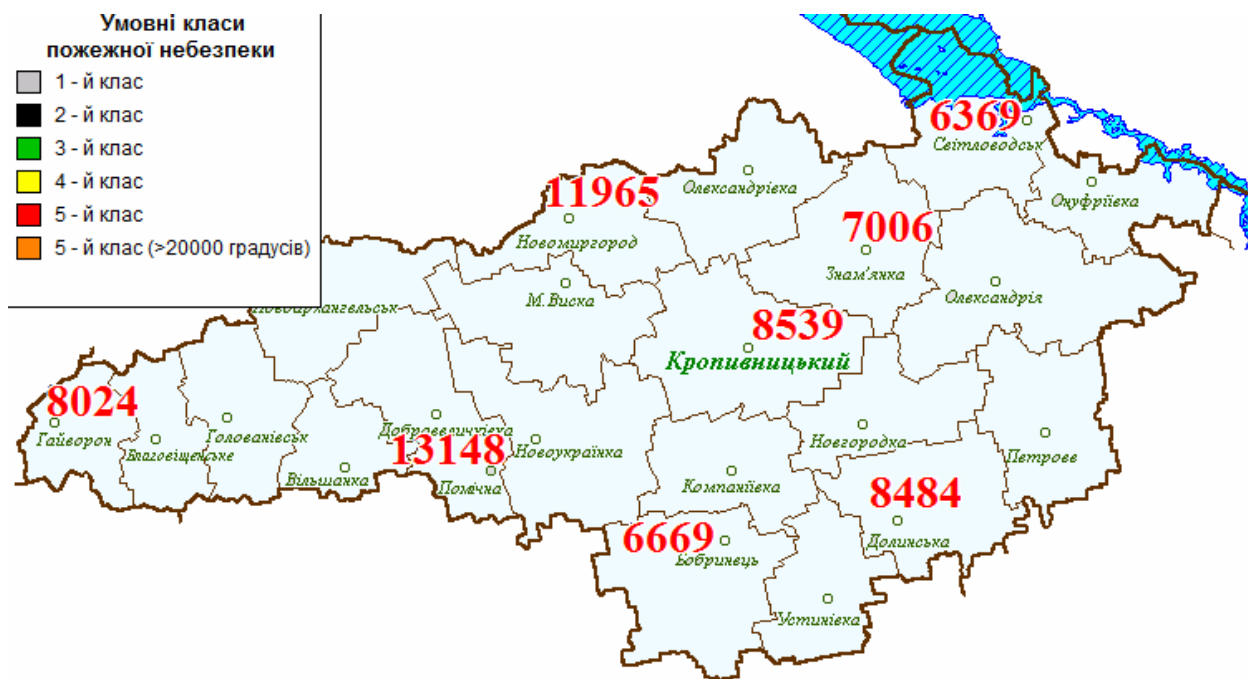 Умовні класи
пожежної небезпеки
1 - й клас
2 - й клас
3 - й клас
4 - й клас
5 - й клас
5 - й клас (>20000 градусів)
6369
Світловодськ
Олександрівка
Онуфріївка
11965
Новомиргород
7006
Знам'янка
М.Виска
Олександрія
Новоархангельськ
8539
Кропивницький
8024
Гайворон
Благовіщенське
Голованівськ
Добровеличківка
13148
Вільшанка
Помічна
Новоукраїнка
Новгородка
Петрове
Компаніївка
8484
Долинська
6669
Бобринець
Устинівка